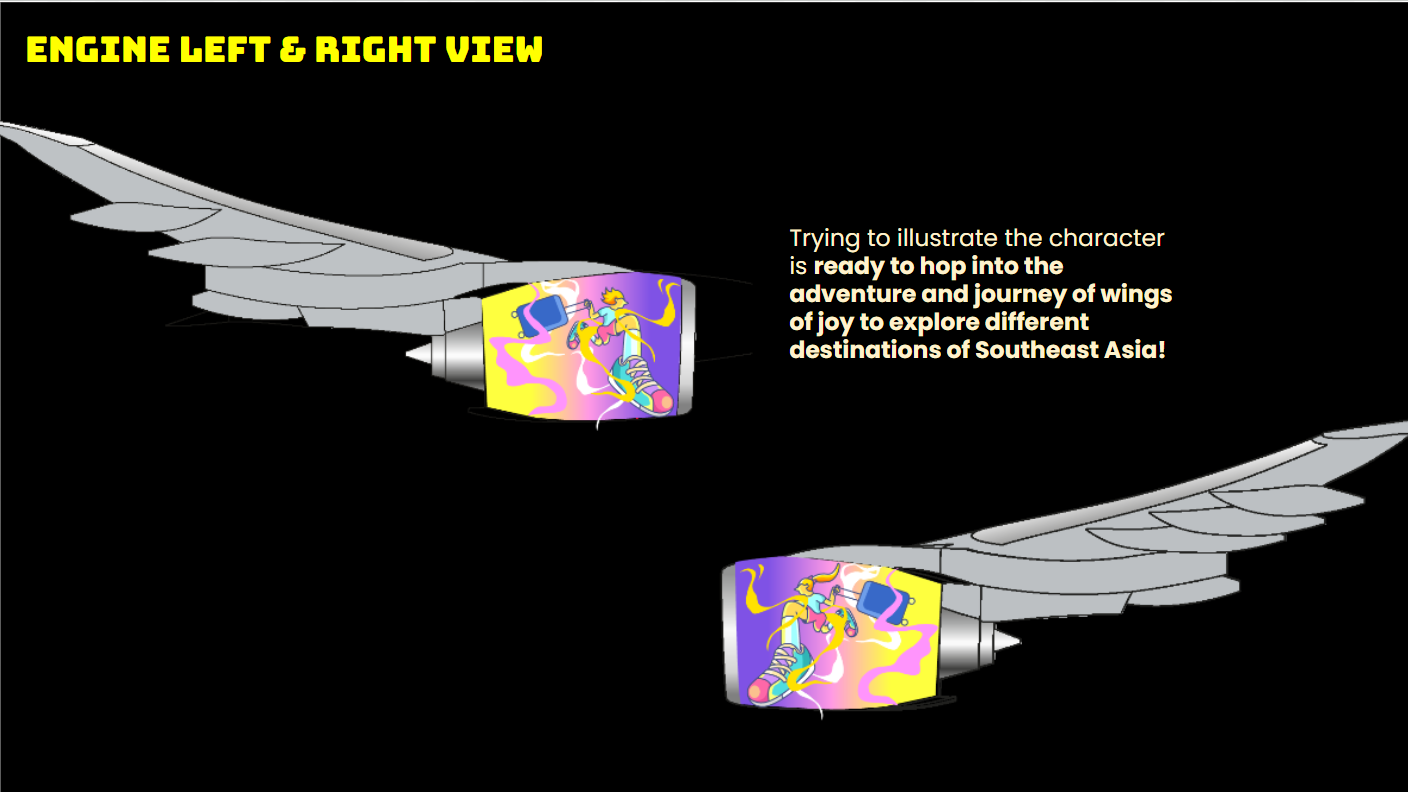 ENGINE LEFT & RIGHT VIEW
Trying to illustrate the character
is ready to hop into the
adventure and journey of wings
of joy to explore different
destinations of Southeast Asia!